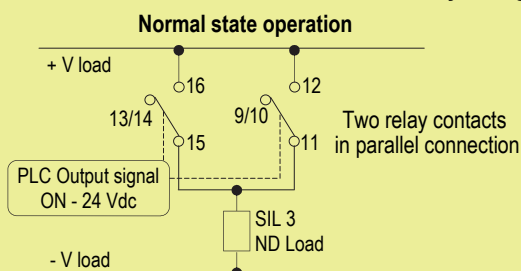 Normal state operation
+ V load
16
12
13/14
9/10
Two relay contacts
in parallel connection
15
11
PLC Output signal
ON - 24 Vdc
SIL 3
ND Load
- V load